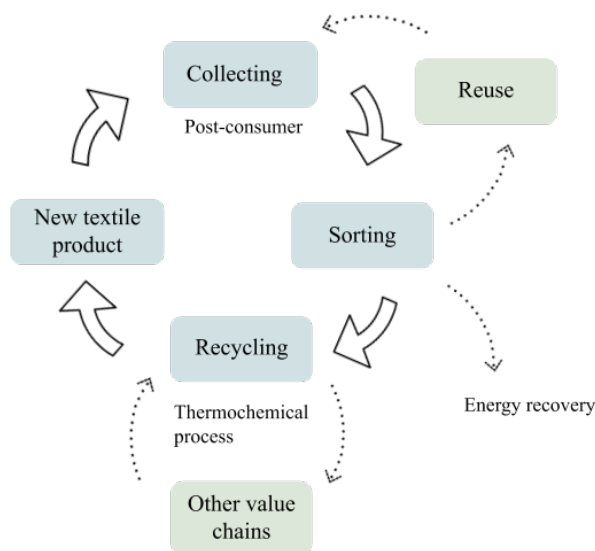 Collecting
Reuse
Post-consumer
New textile
product
Sorting
Recycling
Energy recovery
Thermochemical
process
Other value
chains